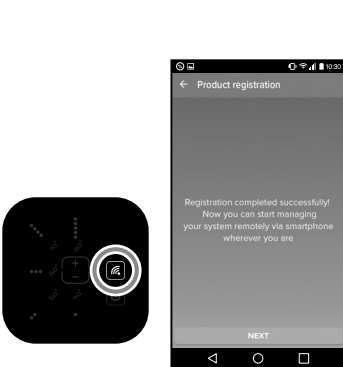 10:30
Product registration
Registration completed successfully!
Now you can start managing
your system remotely via smartphone
wherever you are
NEXT